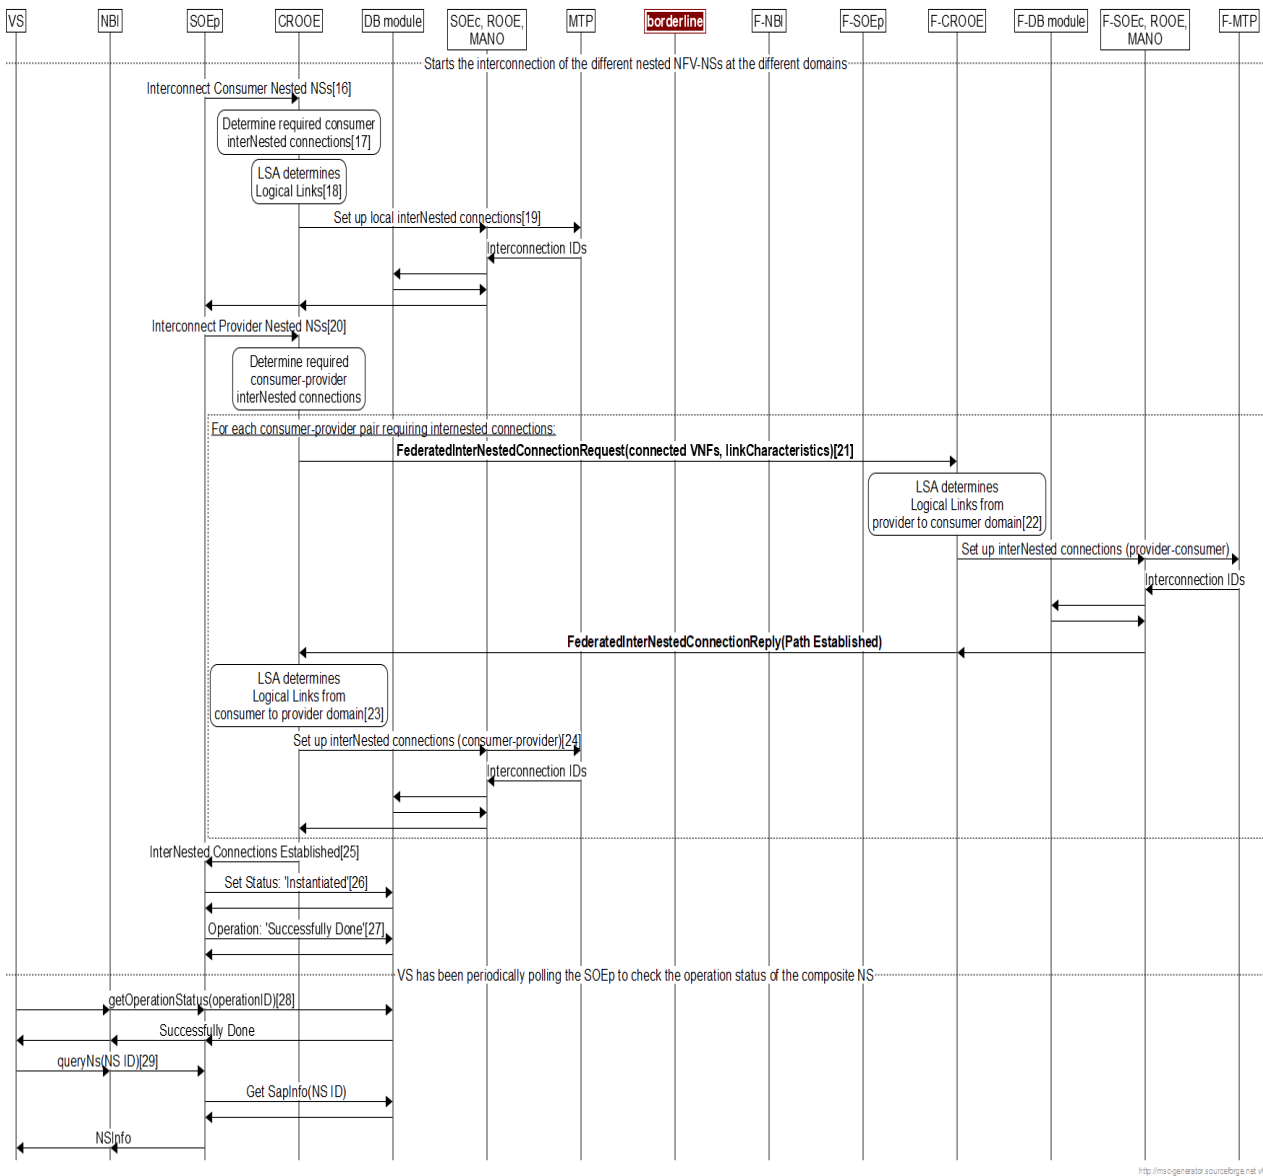 VS NBI SOEp CROOE DB module SOEc, ROOE, MTP borderline F-NBI F-SOEp F-CROOE F-DB module F-SOEc, ROOE, F-MTP
MANO MANO
Starts the interconnection of the different nested NFV-NSs at the different domains
Interconnect Consumer Nested NSs[16]
Determine required consumer
interNested connections[17]
LSA determines
Logical Links[18]
Set up local interNested connections[19]
Interconnection IDs
Interconnect Provider Nested NSs[20]
Determine required
consumer-provider
interNested connections
For each consumer-provider pair requiring internested connections:
FederatedInterNestedConnectionRequest(connected VNFs, linkCharacteristics)[21]
LSA determines
Logical Links from
provider to consumer domain[22]
Set up interNested connections (provider-consumer)
Interconnection IDs
FederatedInterNestedConnectionReply(Path Established)
LSA determines
Logical Links from
consumer to provider domain[23]
Set up interNested connections (consumer-provider)[24]
Interconnection IDs
InterNested Connections Established[25]
Set Status: 'Instantiated'[26]
Operation: 'Successfully Done'[27]
VS has been periodically polling the SOEp to check the operation status of the composite NS
getOperationStatus(operationID)[28]
Successfully Done
queryNs(NS ID)[29]
Get SapInfo(NS ID)
NSInfo
http://msc-generator.sourceforge.net v